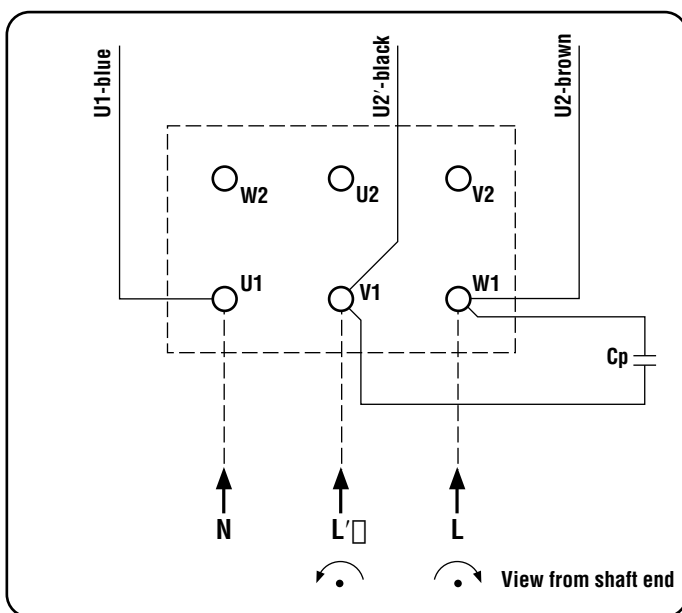 U1-blue
U2′-black
U2-brown
W2
U2
V2
U1
V1
W1
Cp
N
L′
L
View from shaft end